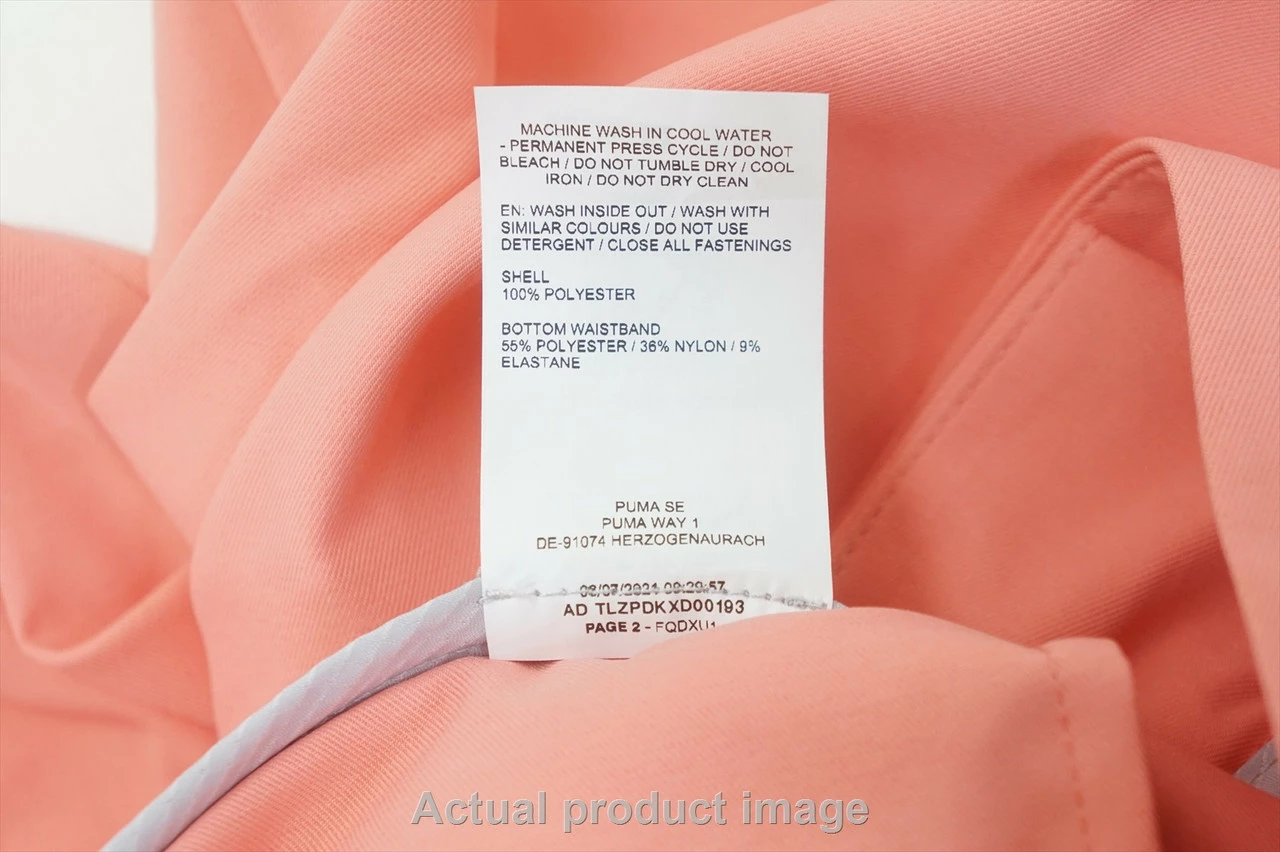 MACHINE WASH IN COOL WATER
- PERMANENT PRESS CYCLE / DO NOT
BLEACH / DO NOT TUMBLE DRY / COOL
IRON / DO NOT DRY CLEAN
EN: WASH INSIDE OUT / WASH WITH
SIMILAR COLOURS / DO NOT USE
DETERGENT / CLOSE ALL FASTENINGS
SHELL
100% POLYESTER
BOTTOM WAISTBAND
55% POLYESTER / 36% NYLON / 9%
ELASTANE
PUMA SE
PUMA WAY 1
DE-91074 HERZOGENAURACH
AD TLZPDKXD00193
PAGE 2 -
Actual product image